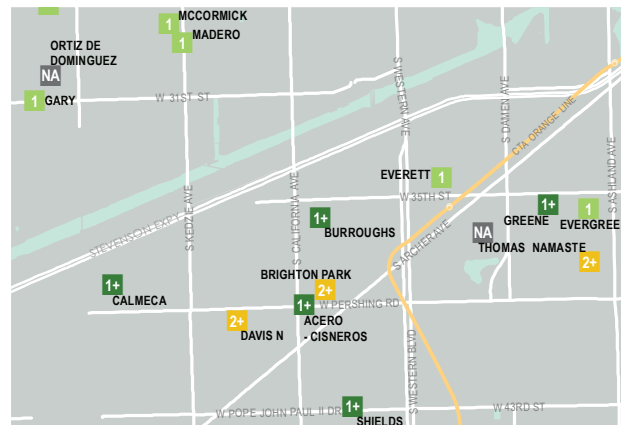 1
MCCORMICK
1
MADERO
ORTIZ DE
DOMINGUEZ
NA
1
GARY
W 31ST ST
S WESTERN AVE
S DAMEN AVE
CTA ORANGE LINE
S KEDZIE AVE
S CALIFORNIA AVE
S ASHLAND AVE
STEVENSON EXPY
EVERETT
1
W 35TH ST
1+
BURROUGHS
S ARCHER AVE
GREENE
1+
1
EVERGREE
NA
THOMAS
NAMASTE
2+
1+
CALMECA
BRIGHTON PARK
2+
1+
W PERSHING RD
2+
DAVIS N
ACERO
- CISNEROS
S WESTERN BLVD
W POPE JOHN PAUL II DR
1+
SHIELDS
W 43RD ST